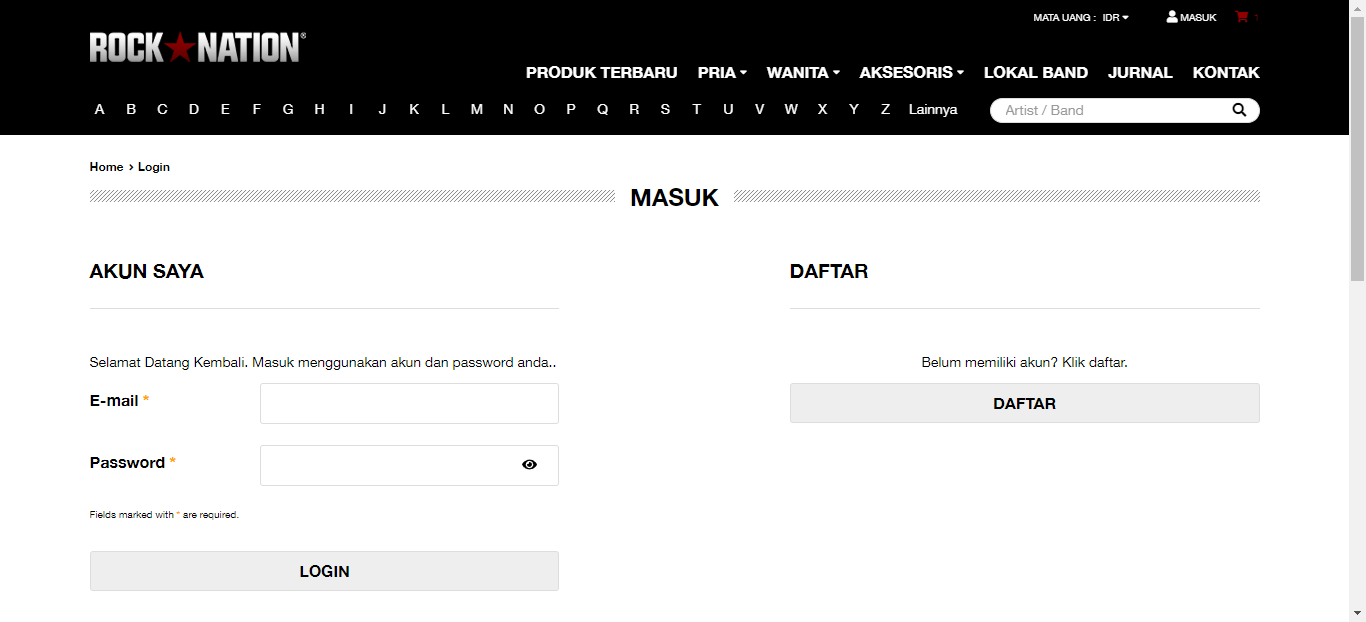 MATA UANG : IDR MASUK 1
ROCK NATION®
PRODUK TERBARU PRIA WANITA AKSESORIS LOKAL BAND JURNAL KONTAK
A B C D E F G H I J K L M N O P Q R S T U V W X Y Z Lainnya Artist / Band
Home › Login
MASUK
AKUN SAYA
DAFTAR
Selamat Datang Kembali. Masuk menggunakan akun dan password anda..
Belum memiliki akun? Klik daftar.
E-mail *
DAFTAR
Password *
Fields marked with * are required.
LOGIN